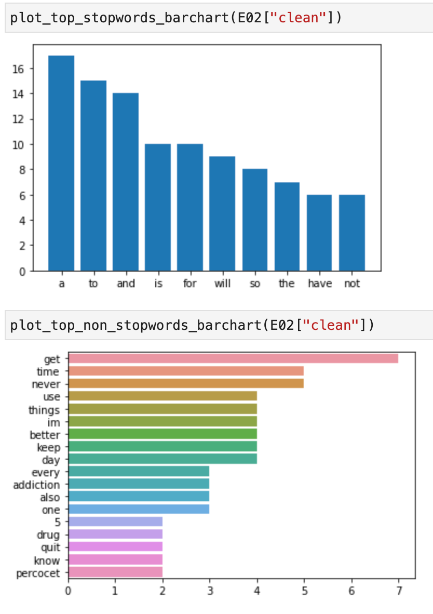 plot_top_stopwords_barchart(E02["clean"])
16
14
12
10
8
6
4
2
0
a to and is for will so the have not
plot_top_non_stopwords_barchart(E02["clean"])
get
time
never
use
things
im
better
keep
day
every
addiction
also
one
5
drug
quit
know
percocet
0 1 2 3 4 5 6 7